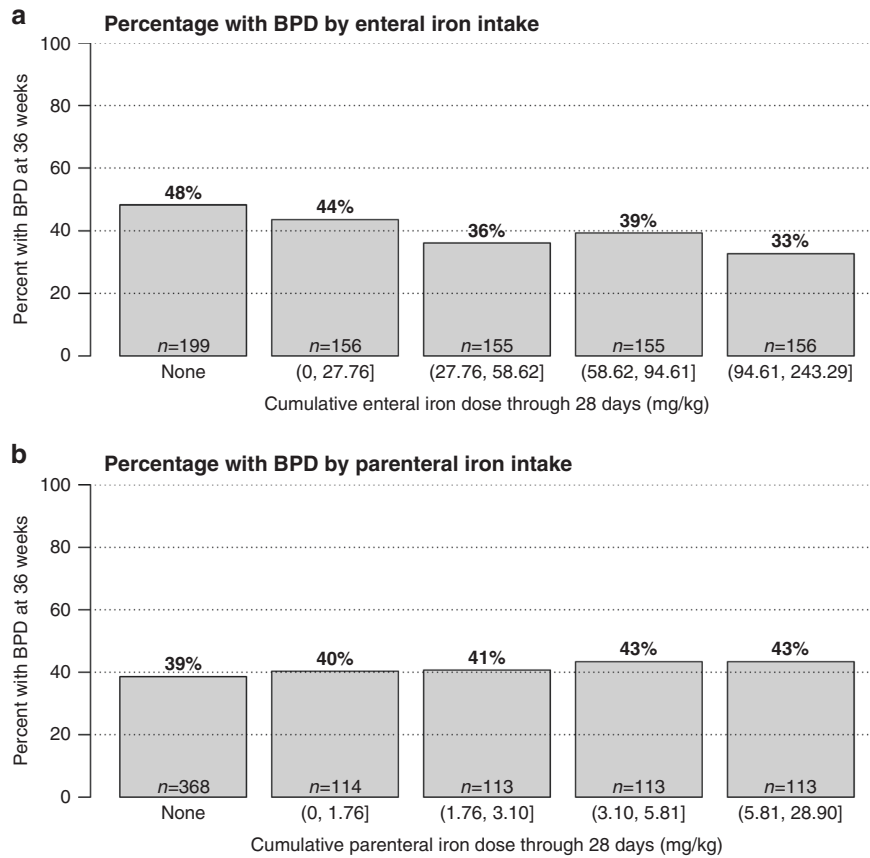 a
Percentage with BPD by enteral iron intake
Percent with BPD at 36 weeks
100
80
60
40
20
0
48%
44%
36%
39%
33%
n=199
n=156
n=155
n=155
n=156
None
(0, 27.76]
(27.76, 58.62]
(58.62, 94.61]
(94.61, 243.29]
Cumulative enteral iron dose through 28 days (mg/kg)
b
Percentage with BPD by parenteral iron intake
Percent with BPD at 36 weeks
100
80
60
40
20
0
39%
40%
41%
43%
43%
n=368
n=114
n=113
n=113
n=113
None
(0, 1.76]
(1.76, 3.10]
(3.10, 5.81]
(5.81, 28.90]
Cumulative parenteral iron dose through 28 days (mg/kg)